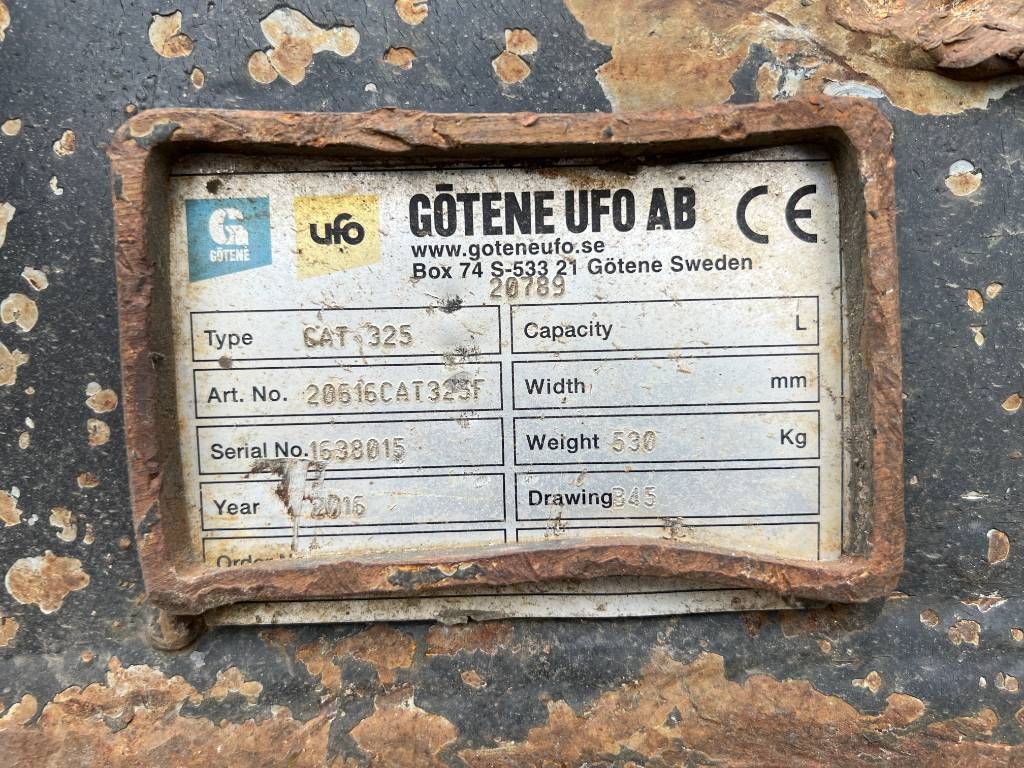 GÖTENE
ufo
GÖTENE UFO AB CE
www.goteneufo.se
Box 74 S-533 21 Götene Sweden
20789
Type CAT 325
Capacity L
Art. No. 20616CAT325F
Width mm
Serial No. 1638015
Weight 530 Kg
Year 2016
Drawing 345